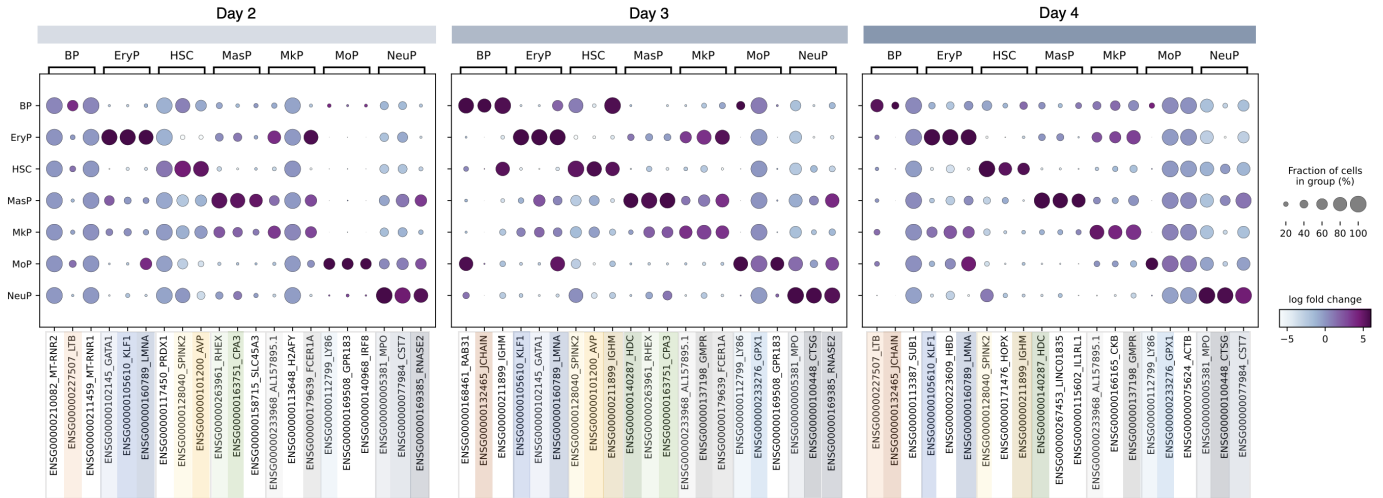 Day 2
Day 3
Day 4
BP EryP HSC MasP MkP MoP NeuP
BP EryP HSC MasP MkP MoP NeuP
BP EryP HSC MasP MkP MoP NeuP
BP
EryP
HSC
MasP
MkP
MoP
NeuP
ENSG00000210082_MT-RNR2
ENSG00000227507_LTB
ENSG00000211459_MT-RNR1
ENSG00000102145_GATA1
ENSG00000105610_KLF1
ENSG00000160789_LMNA
ENSG00000117450_PRDX1
ENSG00000128040_SPINK2
ENSG00000101200_AVP
ENSG00000263961_RHEX
ENSG00000163751_CPA3
ENSG00000158715_SLC45A3
ENSG00000233968_AL157895.1
ENSG00000113648_H2AFY
ENSG00000179639_FCER1A
ENSG00000112799_LY86
ENSG00000169508_GPR183
ENSG00000140968_IRF8
ENSG00000005381_MPO
ENSG00000077984_CST7
ENSG00000169385_RNASE2
ENSG00000168461_RAB31
ENSG00000132465_JCHAIN
ENSG00000211899_IGHM
ENSG00000105610_KLF1
ENSG00000102145_GATA1
ENSG00000160789_LMNA
ENSG00000128040_SPINK2
ENSG00000101200_AVP
ENSG00000211899_IGHM
ENSG00000140287_HDC
ENSG00000263961_RHEX
ENSG00000163751_CPA3
ENSG00000233968_AL157895.1
ENSG00000137198_GMPR
ENSG00000179639_FCER1A
ENSG00000112799_LY86
ENSG00000233276_GPX1
ENSG00000169508_GPR183
ENSG00000005381_MPO
ENSG00000100448_CTSG
ENSG00000169385_RNASE2
ENSG00000227507_LTB
ENSG00000132465_JCHAIN
ENSG00000113387_SUB1
ENSG00000105610_KLF1
ENSG00000223609_HBD
ENSG00000160789_LMNA
ENSG00000128040_SPINK2
ENSG00000171476_HOPX
ENSG00000211899_IGHM
ENSG00000140287_HDC
ENSG00000267453_LINC01835
ENSG00000115602_IL1RL1
ENSG00000233968_AL157895.1
ENSG00000166165_CKB
ENSG00000137198_GMPR
ENSG00000112799_LY86
ENSG00000233276_GPX1
ENSG00000075624_ACTB
ENSG00000005381_MPO
ENSG00000100448_CTSG
ENSG00000077984_CST7
Fraction of cells
in group (%)
20 40 60 80 100
log fold change
−5 0 5